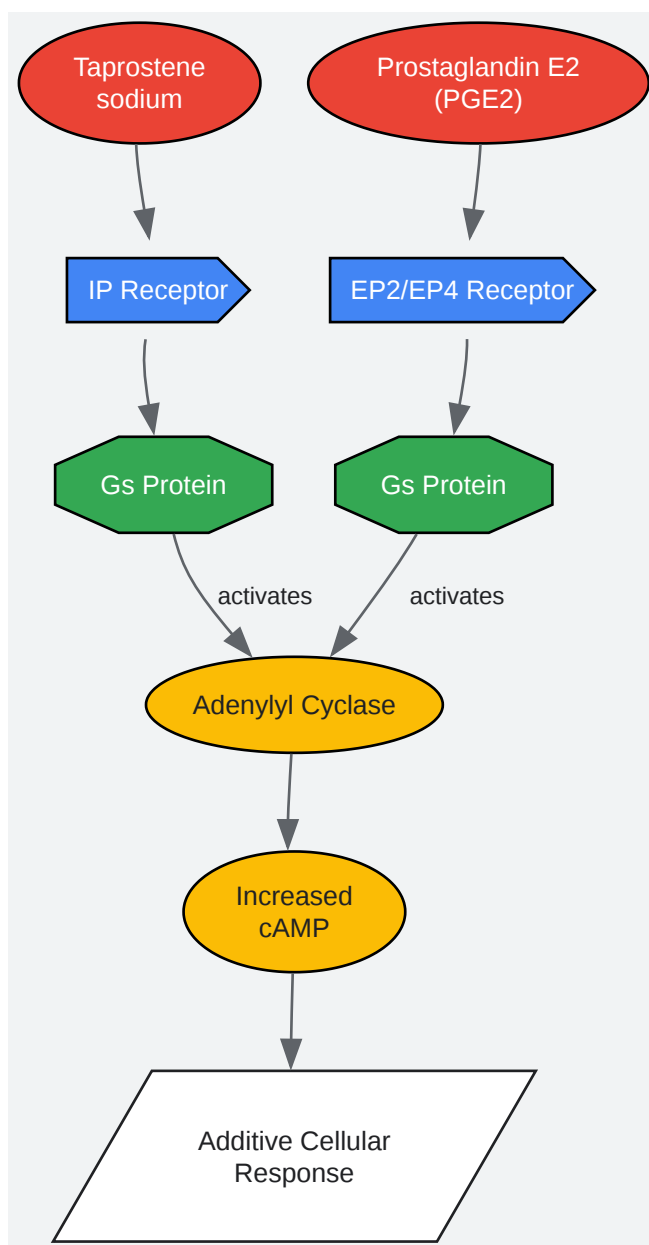 Taprostene
sodium
Prostaglandin E2
(PGE2)
IP Receptor
EP2/EP4 Receptor
Gs Protein
Gs Protein
activates
activates
Adenylyl Cyclase
Increased
cAMP
Additive Cellular
Response